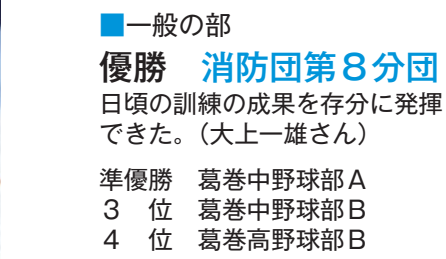 ■一般の部
優勝　消防団第８分団
日頃の訓練の成果を存分に発揮
できた。（大上一雄さん）
準優勝　葛巻中野球部Ａ
３　位　葛巻中野球部Ｂ
４　位　葛巻高野球部Ｂ